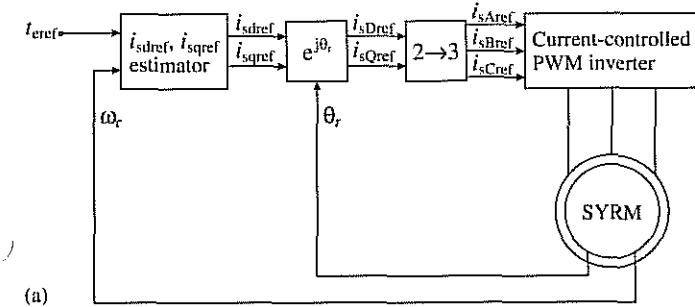 t_eref
i_sdref, i_sqref
estimator
i_sdref
i_sqref
e^jθ_r
i_sDref
i_sQref
2→3
i_sAref
i_sBref
i_sCref
Current-controlled
PWM inverter
ω_r
θ_r
SYRM
(a)